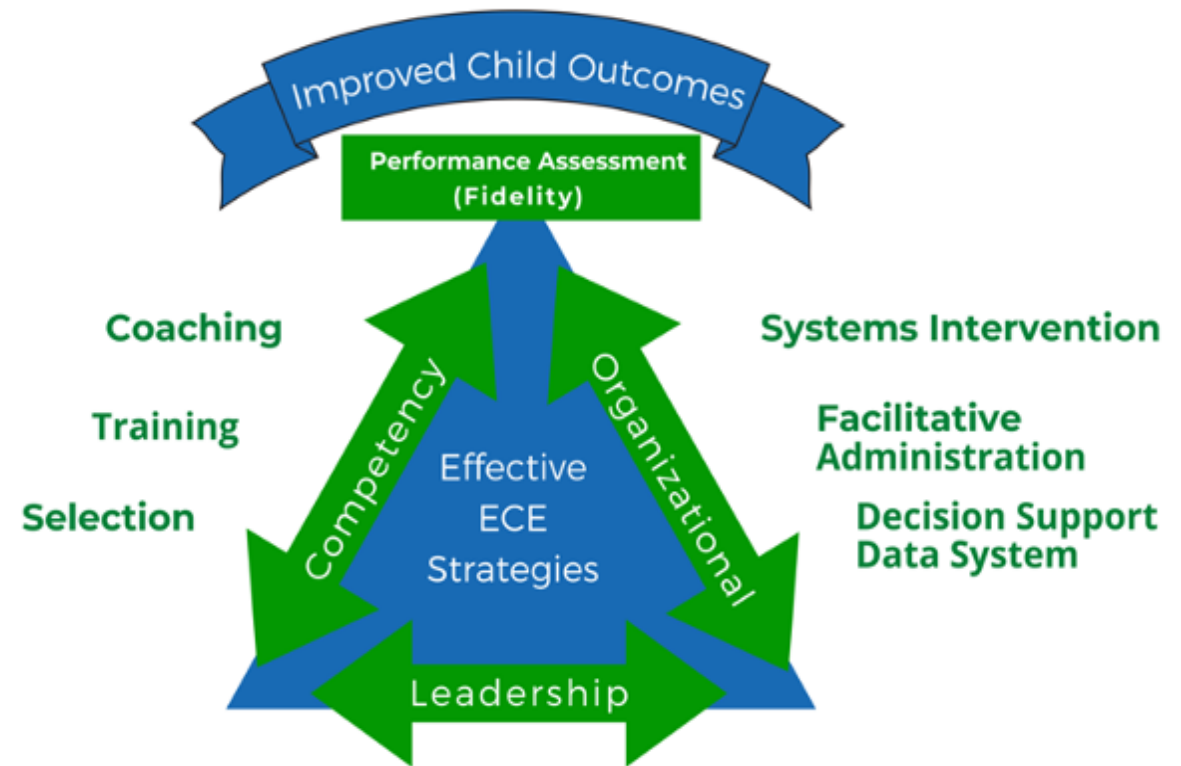 Improved Child Outcomes
Performance Assessment
(Fidelity)
Coaching
Training
Selection
Competency
Effective
ECE
Strategies
Organizational
Systems Intervention
Facilitative
Administration
Decision Support
Data System
Leadership